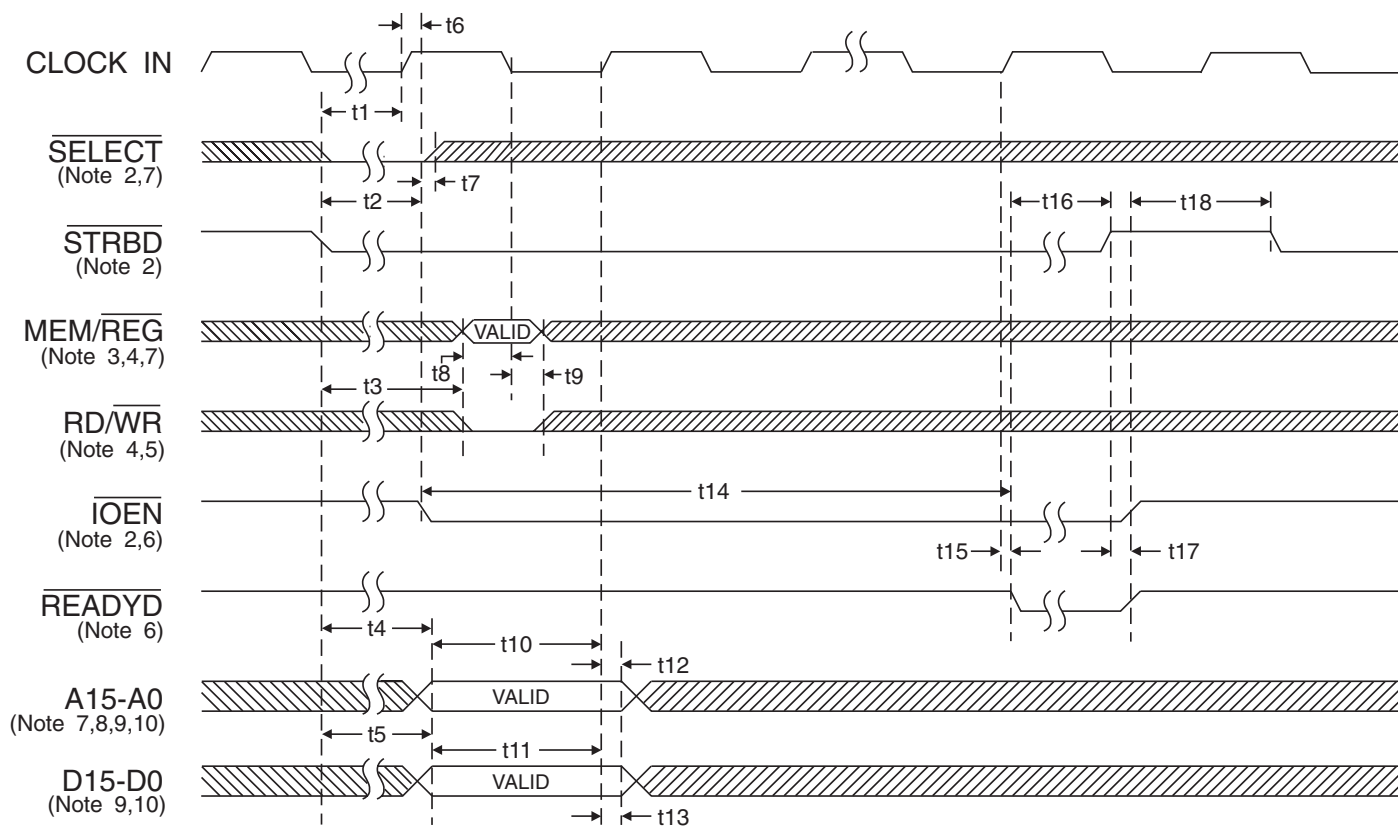 t6
CLOCK IN
t1
SELECT
(Note 2,7)
t7
t2
t16
t18
STRBD
(Note 2)
MEM/REG
(Note 3,4,7)
VALID
t8
t9
t3
RD/WR
(Note 4,5)
t14
IOEN
(Note 2,6)
t15
t17
READYD
(Note 6)
t4
t10
t12
A15-A0
(Note 7,8,9,10)
VALID
t5
t11
D15-D0
(Note 9,10)
VALID
t13